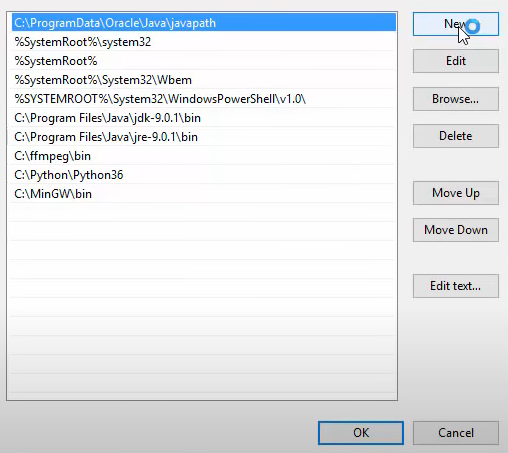 C:\ProgramData\Oracle\Java\javapath
%SystemRoot%\system32
%SystemRoot%
%SystemRoot%\System32\Wbem
%SYSTEMROOT%\System32\WindowsPowerShell\v1.0\
C:\Program Files\Java\jdk-9.0.1\bin
C:\Program Files\Java\jre-9.0.1\bin
C:\ffmpeg\bin
C:\Python\Python36
C:\MinGW\bin
New
Edit
Browse...
Delete
Move Up
Move Down
Edit text...
OK
Cancel